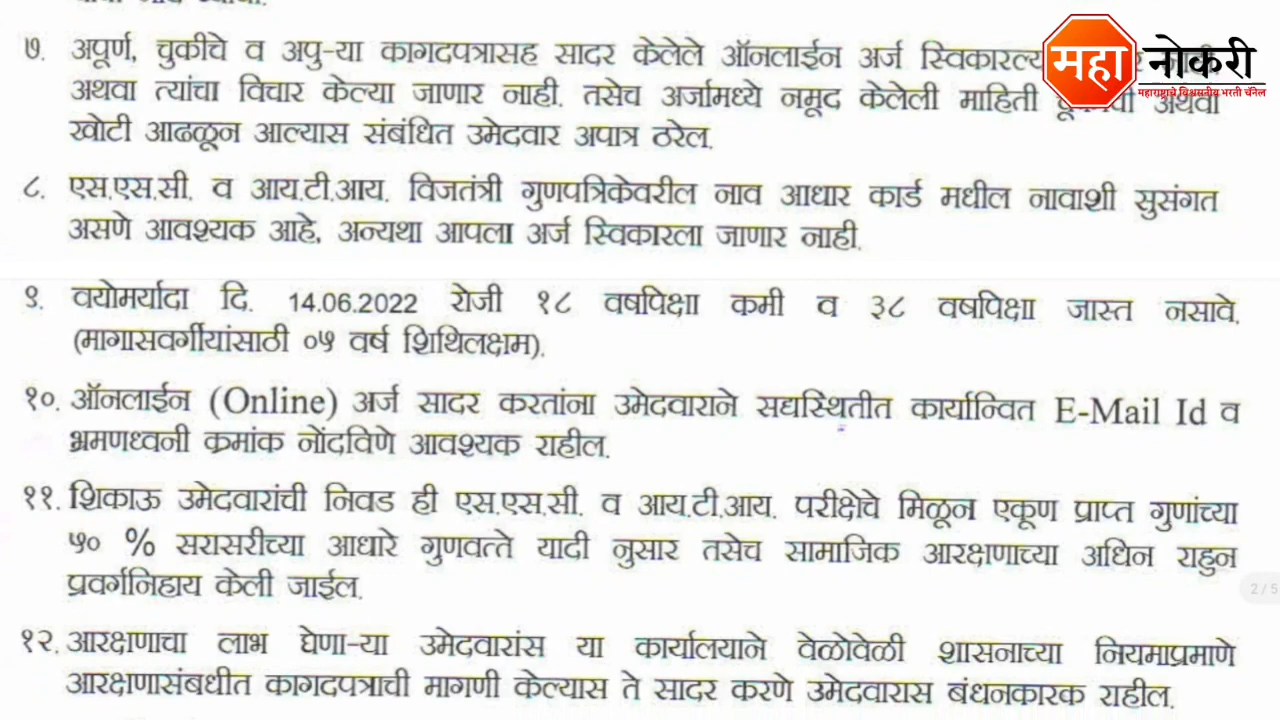 ७. अपूर्ण, चुकीचे व अपु-या कागदपत्रासह सादर केलेले ऑनलाईन अर्ज
अथवा त्यांचा विचार केल्या जाणार नाही. तसेच अर्जामध्ये नमूद केलेली माहिती अथवा
खोटी आढळून आल्यास संबंधित उमेदवार अपात्र ठरेल.
महा नोकरी
महाराष्ट्राचे विश्वसनीय भरती चॅनेल
८. एस.एस.सी. व आय.टी.आय. विजतंत्री गुणपत्रिकेवरील नाव आधार कार्ड मधील नावाशी सुसंगत
असणे आवश्यक आहे, अन्यथा आपला अर्ज स्विकारला जाणार नाही.
९. वयोमर्यादा दि. 14.06.2022 रोजी १८ वर्षापेक्षा कमी व ३८ वर्षापेक्षा जास्त नसावे.
(मागासवर्गीयांसाठी ०५ वर्ष शिथिलक्षम).
१०. ऑनलाईन (Online) अर्ज सादर करतांना उमेदवाराने सद्यस्थितीत कार्यान्वित E-Mail Id व
भ्रमणध्वनी क्रमांक नोंदविणे आवश्यक राहील.
११. शिकाऊ उमेदवारांची निवड ही एस.एस.सी. व आय.टी.आय. परीक्षेचे मिळून एकूण प्राप्त गुणांच्या
५० % सरासरीच्या आधारे गुणवत्ते यादी नुसार तसेच सामाजिक आरक्षणाच्या अधिन राहुन
प्रवर्गनिहाय केली जाईल.
2 / 5
१२. आरक्षणाचा लाभ घेणा-या उमेदवारांस या कार्यालयाने वेळोवेळी शासनाच्या नियमाप्रमाणे
आरक्षणासंबधीत कागदपत्राची मागणी केल्यास ते सादर करणे उमेदवारास बंधनकारक राहील.